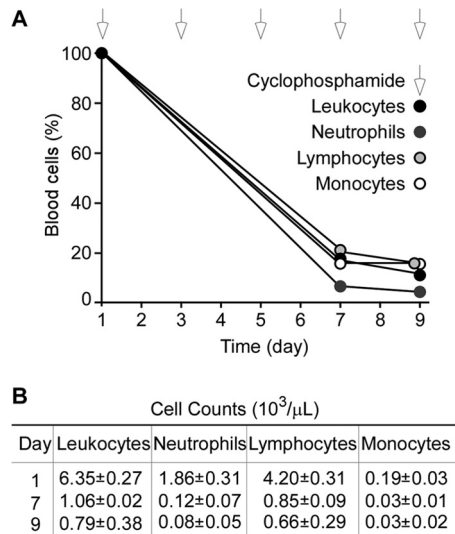 A
100
80
60
40
20
0
Blood cells (%)
Cyclophosphamide
Leukocytes
Neutrophils
Lymphocytes
Monocytes
1 2 3 4 5 6 7 8 9
Time (day)
B
Cell Counts (10³/μL)
Day Leukocytes Neutrophils Lymphocytes Monocytes
1 6.35±0.27 1.86±0.31 4.20±0.31 0.19±0.03
7 1.06±0.02 0.12±0.07 0.85±0.09 0.03±0.01
9 0.79±0.38 0.08±0.05 0.66±0.29 0.03±0.02